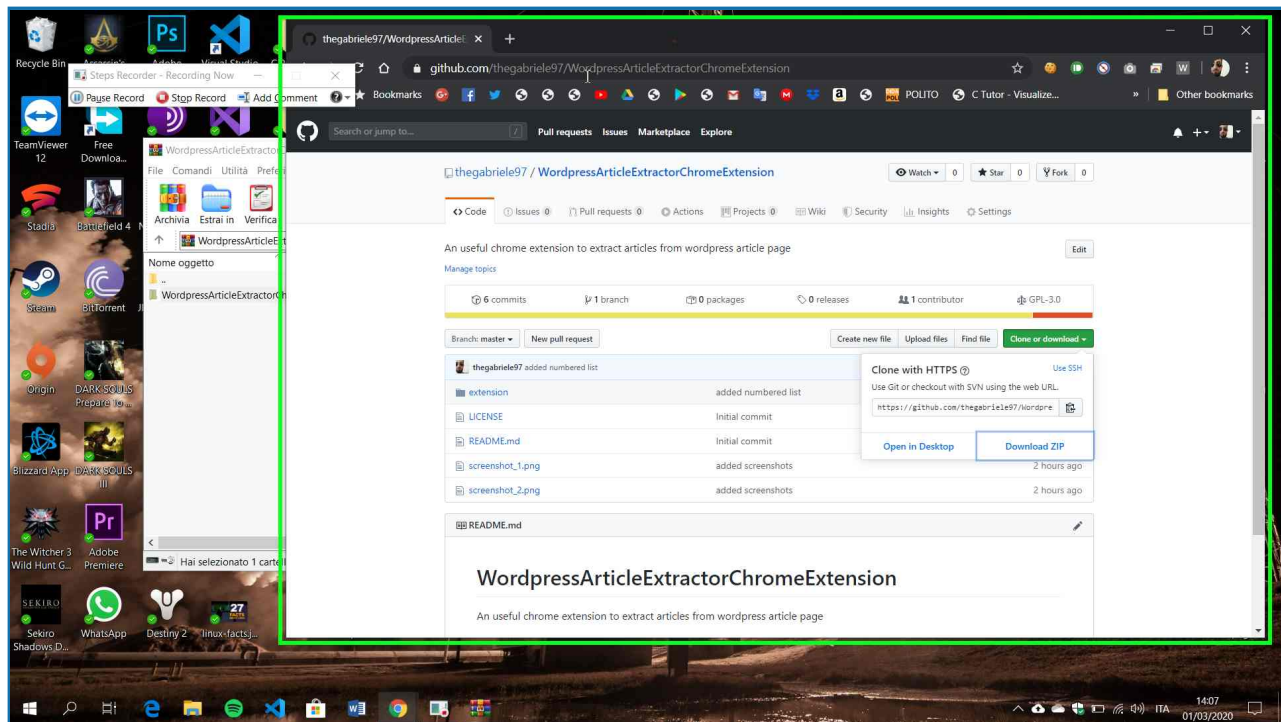 Recycle Bin
Steps Recorder - Recording Now
Pause Record Stop Record Add Comment
TeamViewer
12
Free
Downloa...
Stadia
Battlefield 4
Steam
BitTorrent
Origin
DARK SOULS
Prepare To ...
Blizzard App
DARK SOULS
III
The Witcher 3
Wild Hunt G...
Adobe
Premiere
SEKIRO
Sekiro
Shadows D...
WhatsApp
Destiny 2
27
linux-facts.j...
WordpressArticleExtractor
File Comandi Utilità Prefe
Archivia Estrai in Verifica
WordpressArticleExt
Nome oggetto
..
WordpressArticleExtractorCh
Hai selezionato 1 cartell
thegabriele97/WordpressArticleE
github.com/thegabriele97/WordpressArticleExtractorChromeExtension
Bookmarks POLITO C Tutor - Visualize... » Other bookmarks
Search or jump to... / Pull requests Issues Marketplace Explore
thegabriele97 / WordpressArticleExtractorChromeExtension
Watch 0 Star 0 Fork 0
Code Issues 0 Pull requests 0 Actions Projects 0 Wiki Security Insights Settings
An useful chrome extension to extract articles from wordpress article page Edit
Manage topics
6 commits 1 branch 0 packages 0 releases 1 contributor GPL-3.0
Branch: master New pull request Create new file Upload files Find file Clone or download
thegabriele97 added numbered list
extension added numbered list
LICENSE Initial commit
README.md Initial commit
screenshot_1.png added screenshots 2 hours ago
screenshot_2.png added screenshots 2 hours ago
Clone with HTTPS Use SSH
Use Git or checkout with SVN using the web URL.
https://github.com/thegabriele97/Wordpre
Open in Desktop Download ZIP
README.md
WordpressArticleExtractorChromeExtension
An useful chrome extension to extract articles from wordpress article page
ITA
14:07
01/03/2020